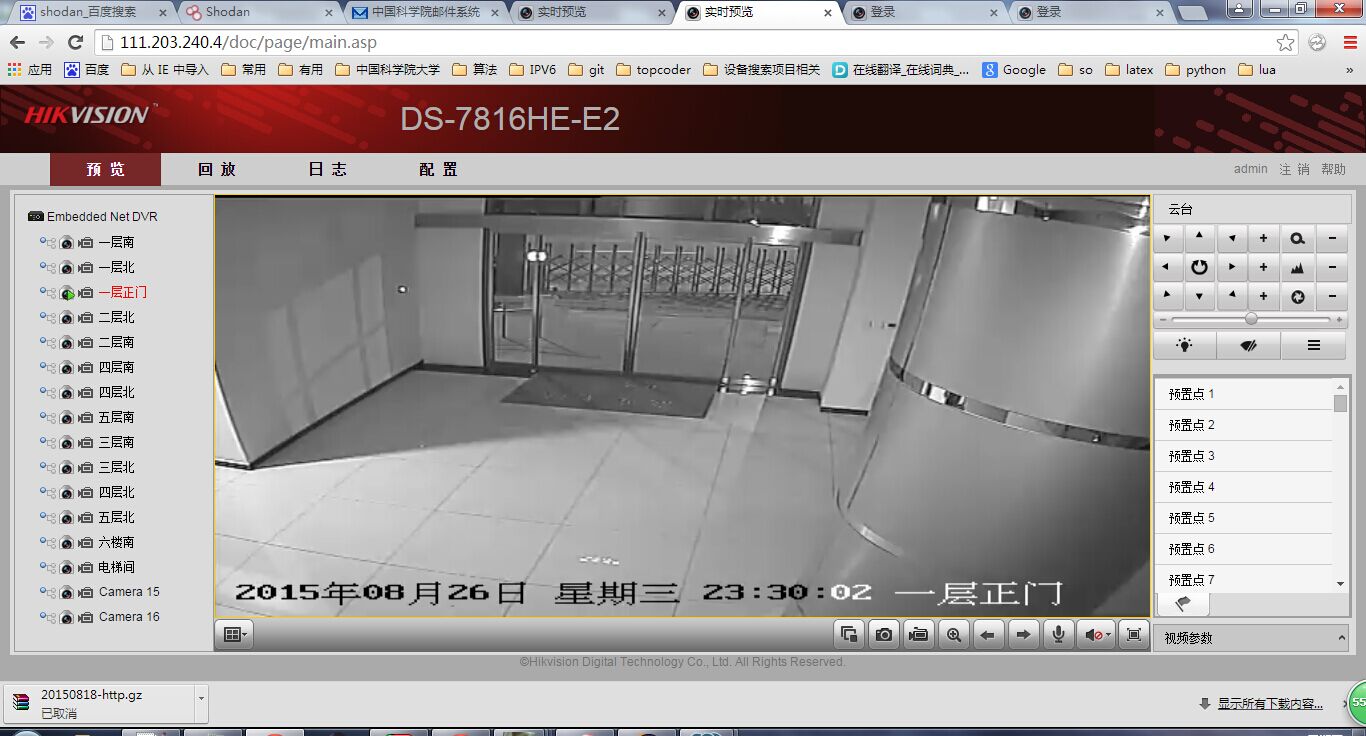 shodan_百度搜索
Shodan
中国科学院邮件系统
实时预览
实时预览
登录
登录
111.203.240.4/doc/page/main.asp
应用
百度
从 IE 中导入
常用
有用
中国科学院大学
算法
IPV6
git
topcoder
设备搜索项目相关
在线翻译_在线词典_...
Google
so
latex
python
lua
»
HIKVISION™
DS-7816HE-E2
预览
回放
日志
配置
admin
注销
帮助
Embedded Net DVR
一层南
一层北
一层正门
二层北
二层南
四层南
四层北
五层南
三层南
三层北
四层北
五层北
六楼南
电梯间
Camera 15
Camera 16
2015年08月26日 星期三 23:30:02 一层正门
云台
预置点 1
预置点 2
预置点 3
预置点 4
预置点 5
预置点 6
预置点 7
视频参数
©Hikvision Digital Technology Co., Ltd. All Rights Reserved.
20150818-http.gz
已取消
显示所有下载内容...
55